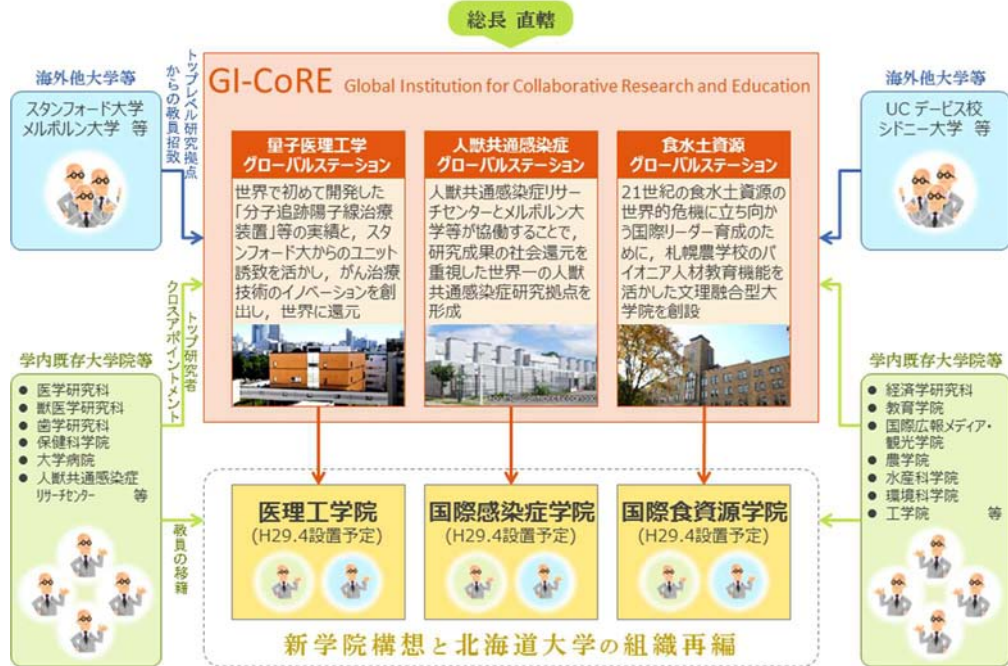 総長 直轄
GI-CoRE Global Institution for Collaborative Research and Education
海外他大学等
スタンフォード大学
メルボルン大学 等
トップレベル研究拠点
からの教員招致
海外他大学等
UC デービス校
シドニー大学 等
量子医理工学
グローバルステーション
世界で初めて開発した
「分子追跡陽子線治療
装置」等の実績と，スタ
ンフォード大からのユニット
誘致を活かし，がん治療
技術のイノベーションを創
出し，世界に還元
人獣共通感染症
グローバルステーション
人獣共通感染症リサー
チセンターとメルボルン大
学等が協働することで，
研究成果の社会還元を
重視した世界一の人獣
共通感染症研究拠点を
形成
食水土資源
グローバルステーション
21世紀の食水土資源の
世界的危機に立ち向か
う国際リーダー育成のた
めに，札幌農学校のパ
イオニア人材教育機能を
活かした文理融合型大
学院を創設
トップ研究者
クロスアポイントメント
学内既存大学院等
● 医学研究科
● 獣医学研究科
● 歯学研究科
● 保健科学院
● 大学病院
● 人獣共通感染症
リサーチセンター 等
学内既存大学院等
● 経済学研究科
● 教育学院
● 国際広報メディア・
観光学院
● 農学院
● 水産科学院
● 環境科学院
● 工学院 等
教員の移籍
医理工学院
(H29.4設置予定)
国際感染症学院
(H29.4設置予定)
国際食資源学院
(H29.4設置予定)
新学院構想と北海道大学の組織再編